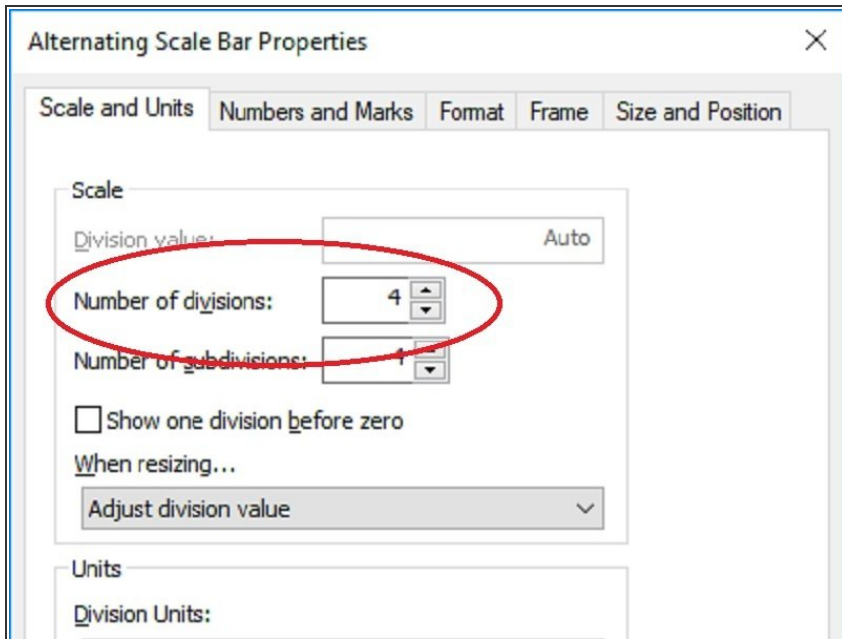 Alternating Scale Bar Properties
Scale and Units Numbers and Marks Format Frame Size and Position
Scale
Division value: Auto
Number of divisions: 4
Number of subdivisions: 4
Show one division before zero
When resizing...
Adjust division value
Units
Division Units: